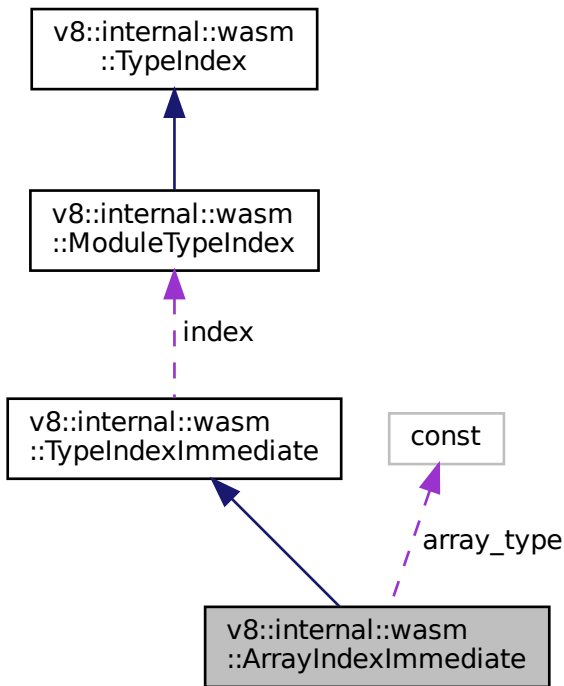 v8::internal::wasm
::TypeIndex
v8::internal::wasm
::ModuleTypeIndex
index
v8::internal::wasm
::TypeIndexImmediate
const
array_type
v8::internal::wasm
::ArrayIndexImmediate